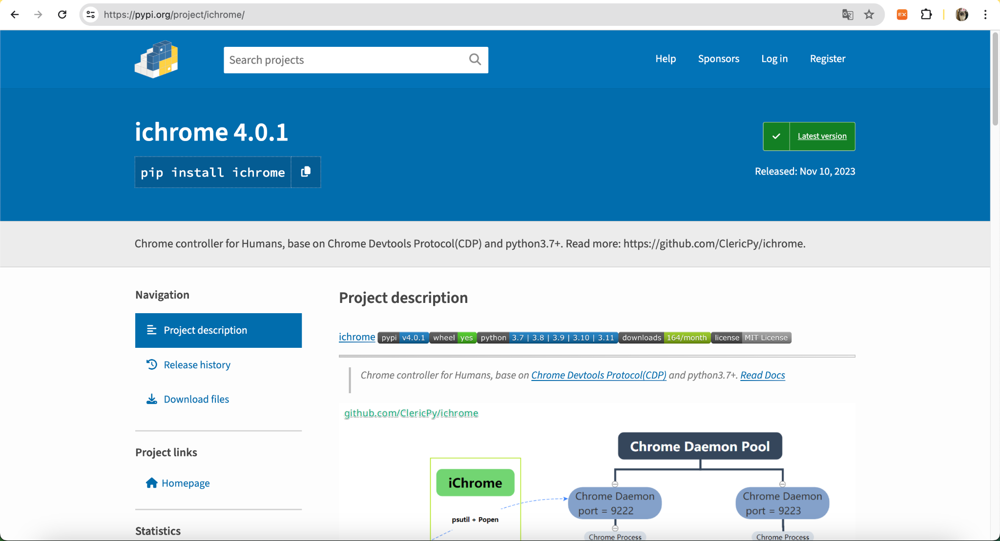 https://pypi.org/project/ichrome/
EX
Search projects
Help
Sponsors
Log in
Register
ichrome 4.0.1
Latest version
pip install ichrome
Released: Nov 10, 2023
Chrome controller for Humans, base on Chrome Devtools Protocol(CDP) and python3.7+. Read more: https://github.com/ClericPy/ichrome.
Navigation
Project description
Release history
Download files
Project links
Homepage
Statistics
Project description
ichrome pypi v4.0.1 wheel yes python 3.7 | 3.8 | 3.9 | 3.10 | 3.11 downloads 164/month license MIT License
Chrome controller for Humans, base on Chrome Devtools Protocol(CDP) and python3.7+. Read Docs
github.com/ClericPy/ichrome
Chrome Daemon Pool
iChrome
psutil + Popen
Chrome Daemon
port = 9222
Chrome Process
Chrome Daemon
port = 9223
Chrome Process